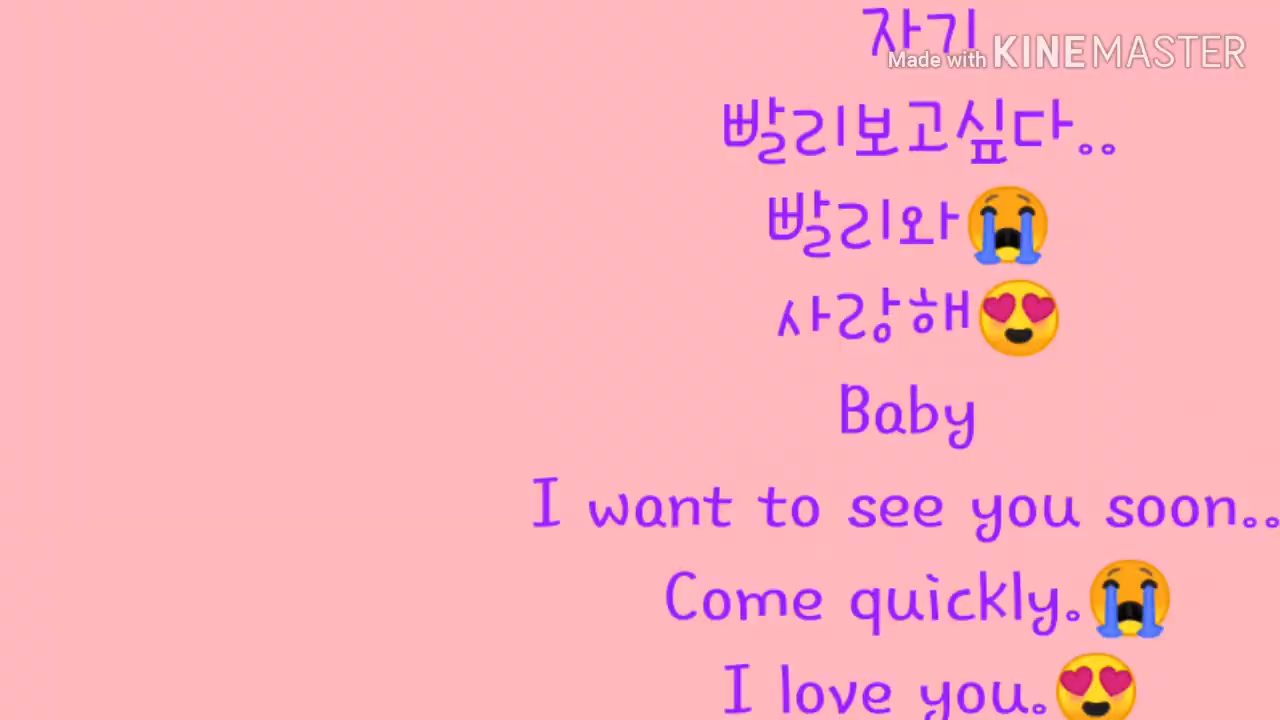 자기
Made with KINEMASTER
빨리보고싶다..
빨리와😭
사랑해😍
Baby
I want to see you soon..
Come quickly.😭
I love you.😍